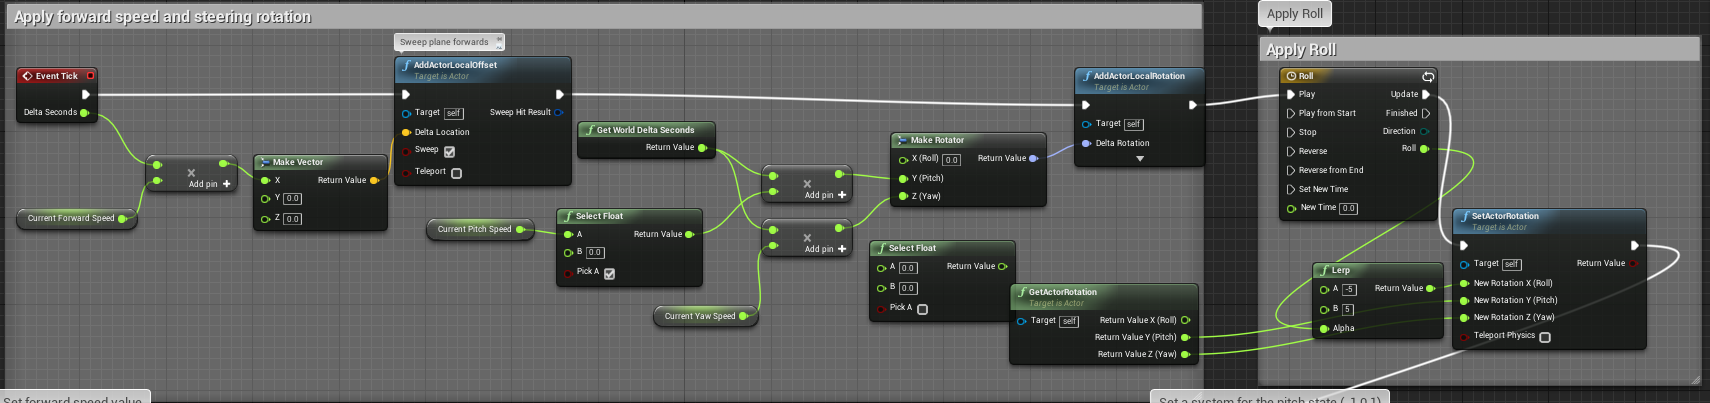 Apply forward speed and steering rotation
Sweep plane forwards
Event Tick
Delta Seconds
Add pin +
Current Forward Speed
Make Vector
X
Return Value
Y 0.0
Z 0.0
AddActorLocalOffset
Target is Actor
Target self
Sweep Hit Result
Delta Location
Sweep
Teleport
Current Pitch Speed
Get World Delta Seconds
Return Value
Select Float
A
Return Value
B 0.0
Pick A
Current Yaw Speed
Add pin +
Add pin +
Make Rotator
X (Roll) 0.0
Return Value
Y (Pitch)
Z (Yaw)
Select Float
A 0.0
Return Value
B 0.0
Pick A
GetActorRotation
Target is Actor
Target self
Return Value X (Roll)
Return Value Y (Pitch)
Return Value Z (Yaw)
AddActorLocalRotation
Target is Actor
Target self
Delta Rotation
Apply Roll
Apply Roll
Roll
Play
Update
Play from Start
Finished
Stop
Direction
Reverse
Roll
Reverse from End
Set New Time
New Time 0.0
Lerp
A -5
Return Value
B 5
Alpha
SetActorRotation
Target is Actor
Target self
Return Value
New Rotation X (Roll)
New Rotation Y (Pitch)
New Rotation Z (Yaw)
Teleport Physics
Set forward speed value
Set a system for the pitch state (-1,0,1)